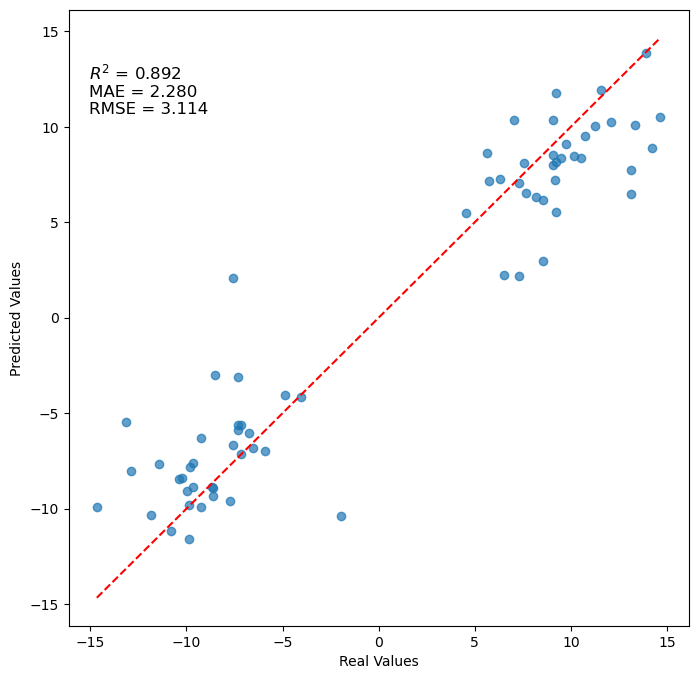 15
10
5
0
−5
−10
−15
Predicted Values
R² = 0.892
MAE = 2.280
RMSE = 3.114
−15
−10
−5
0
5
10
15
Real Values